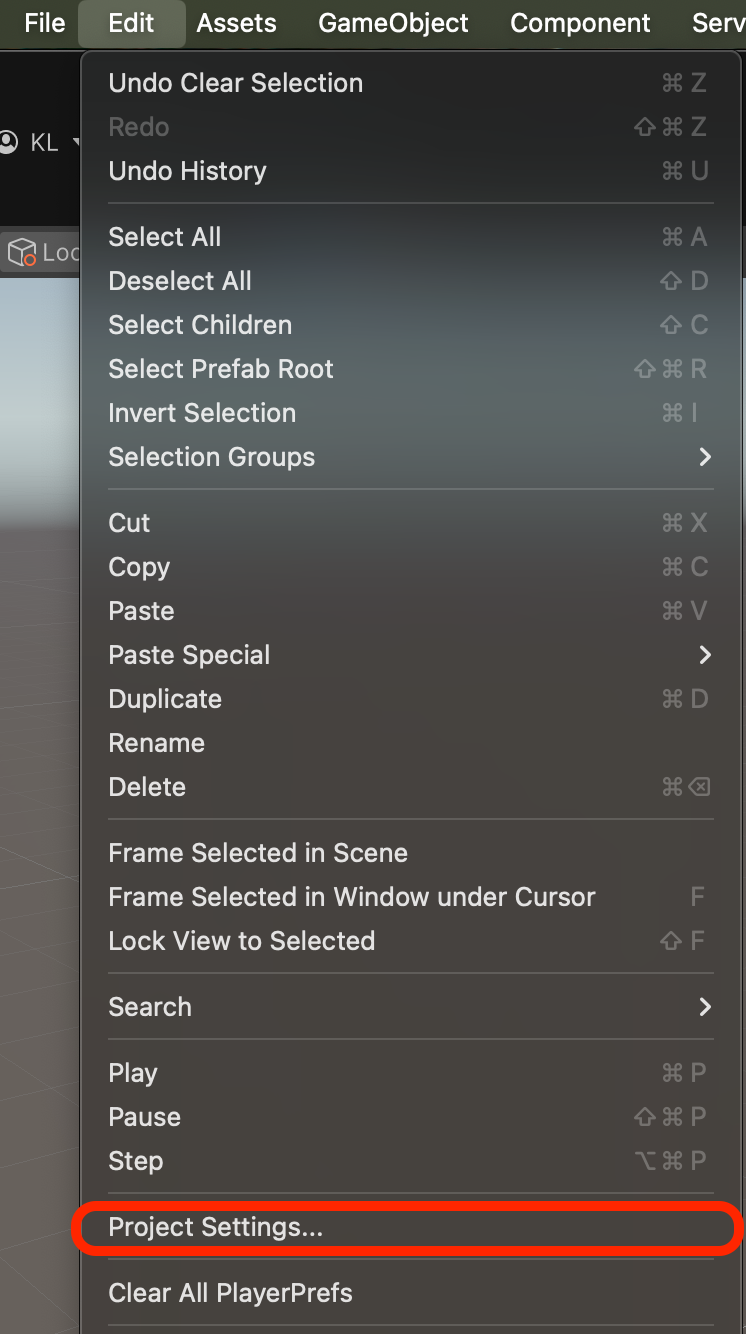 File Edit Assets GameObject Component Serv
Undo Clear Selection ⌘ Z
Redo ⇧ ⌘ Z
KL
Undo History ⌘ U
Select All ⌘ A
Loc
Deselect All ⇧ D
Select Children ⇧ C
Select Prefab Root ⇧ ⌘ R
Invert Selection ⌘ I
Selection Groups
Cut ⌘ X
Copy ⌘ C
Paste ⌘ V
Paste Special
Duplicate ⌘ D
Rename
Delete ⌘ ⌫
Frame Selected in Scene
Frame Selected in Window under Cursor F
Lock View to Selected ⇧ F
Search
Play ⌘ P
Pause ⇧ ⌘ P
Step ⌥ ⌘ P
Project Settings...
Clear All PlayerPrefs